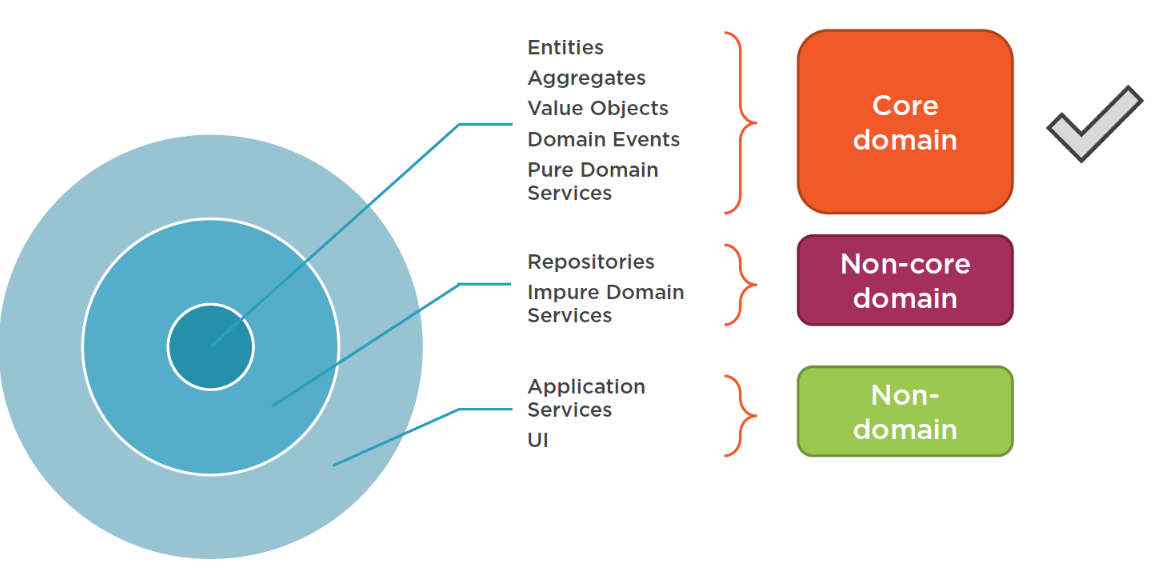 Entities
Aggregates
Value Objects
Domain Events
Pure Domain
Services
Core
domain
Repositories
Impure Domain
Services
Non-core
domain
Application
Services
UI
Non-
domain